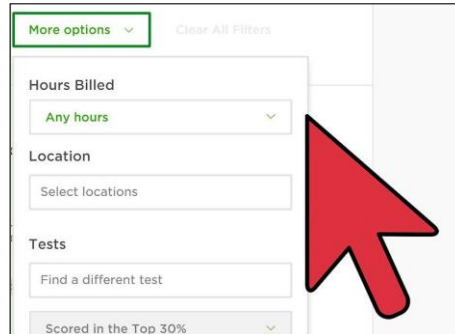 More options Clear All Filters
Hours Billed
Any hours
Location
Select locations
Tests
Find a different test
Scored in the Top 30%